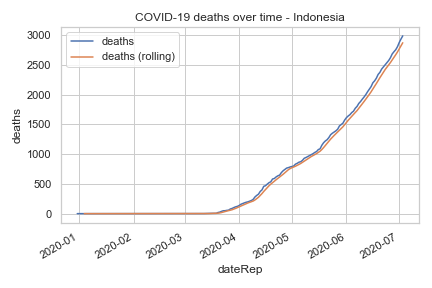 COVID-19 deaths over time - Indonesia
deaths
deaths (rolling)
3000
2500
2000
1500
1000
500
0
deaths
2020-01
2020-02
2020-03
2020-04
2020-05
2020-06
2020-07
dateRep